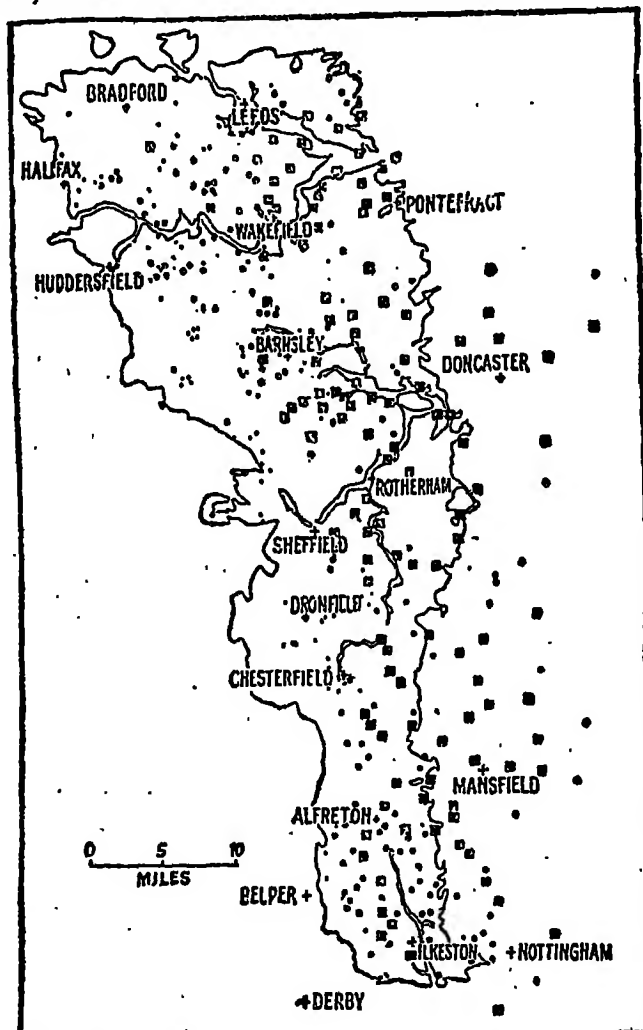 BRADFORD
LEEDS
HALIFAX
PONTEFRACT
WAKEFIELD
HUDDERSFIELD
BARNSLEY
DONCASTER
ROTHERHAM
SHEFFIELD
DRONFIELD
CHESTERFIELD
MANSFIELD
ALFRETON
0 5 10
MILES
BELPER
ILKESTON
NOTTINGHAM
DERBY